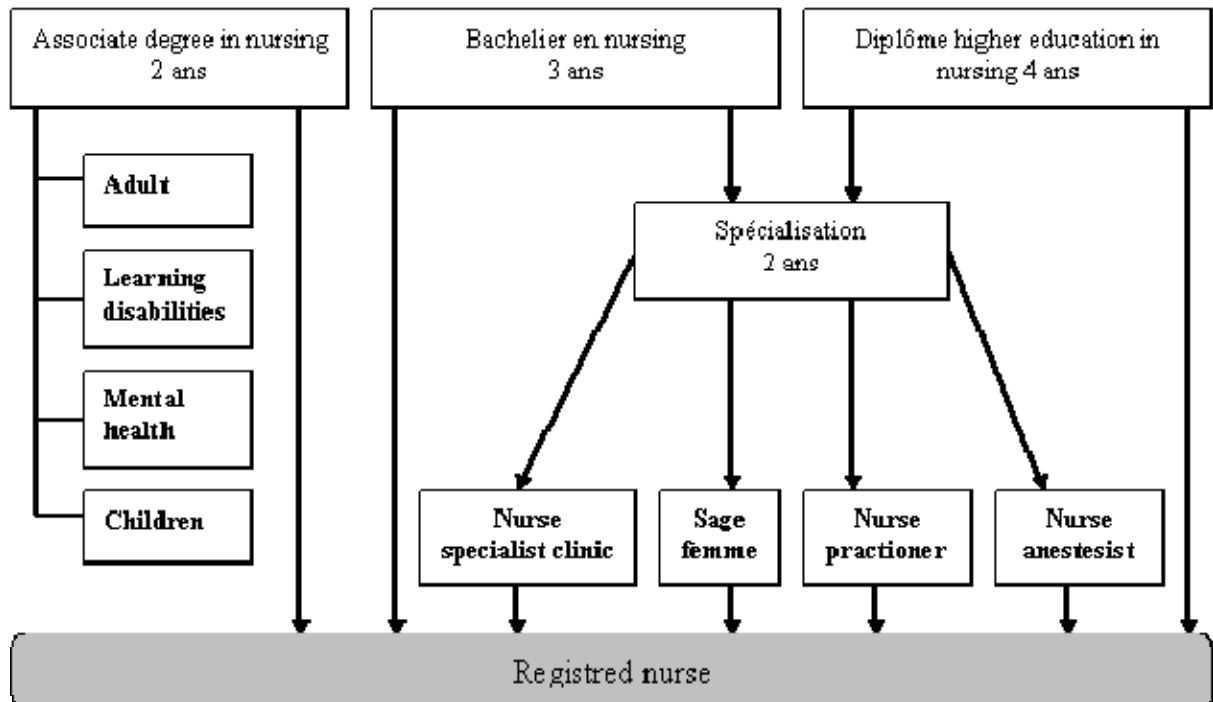 Associate degree in nursing
2 ans
Bachelier en nursing
3 ans
Diplôme higher education in
nursing 4 ans
Adult
Learning
disabilities
Mental
health
Children
Spécialisation
2 ans
Nurse
specialist clinic
Sage
femme
Nurse
practioner
Nurse
anestesist
Registred nurse